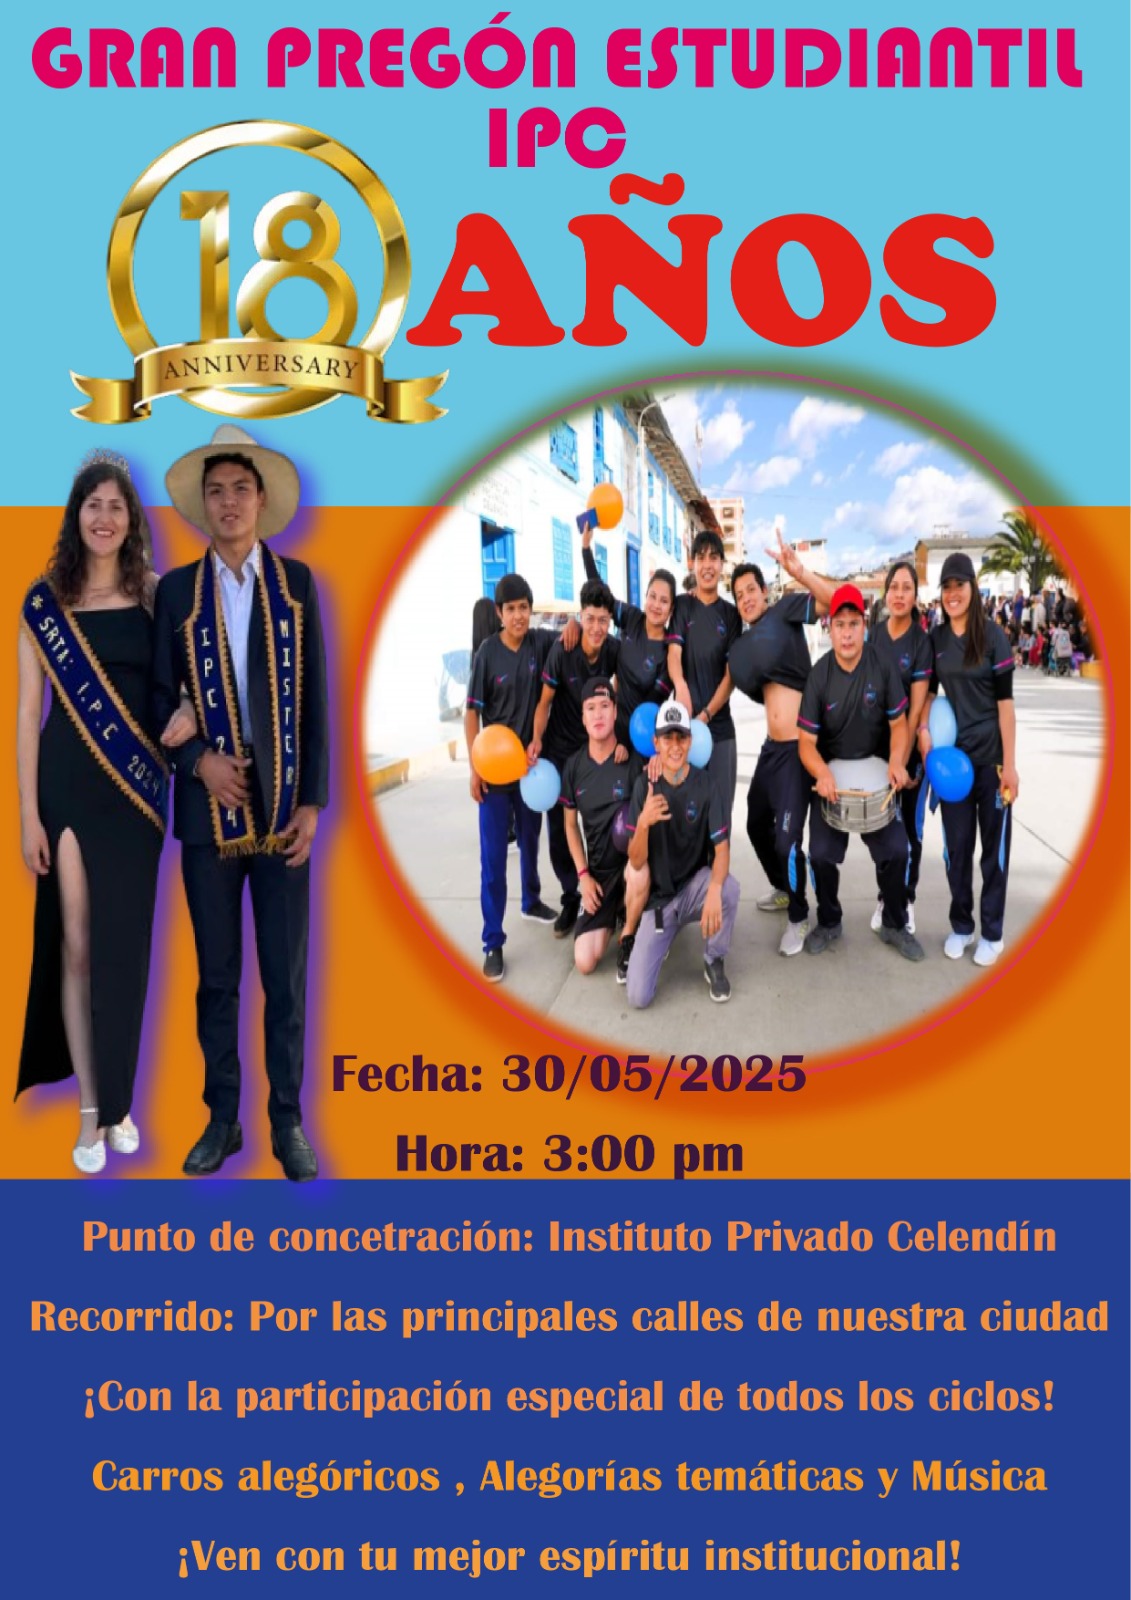 GRAN PREGÓN ESTUDIANTIL
IPC
18 AÑOS
ANNIVERSARY
SRTA: I.P.C 2024
IPC 24
MISTER
Fecha: 30/05/2025
Hora: 3:00 pm
Punto de concetración: Instituto Privado Celendín
Recorrido: Por las principales calles de nuestra ciudad
¡Con la participación especial de todos los ciclos!
Carros alegóricos , Alegorías temáticas y Música
¡Ven con tu mejor espíritu institucional!